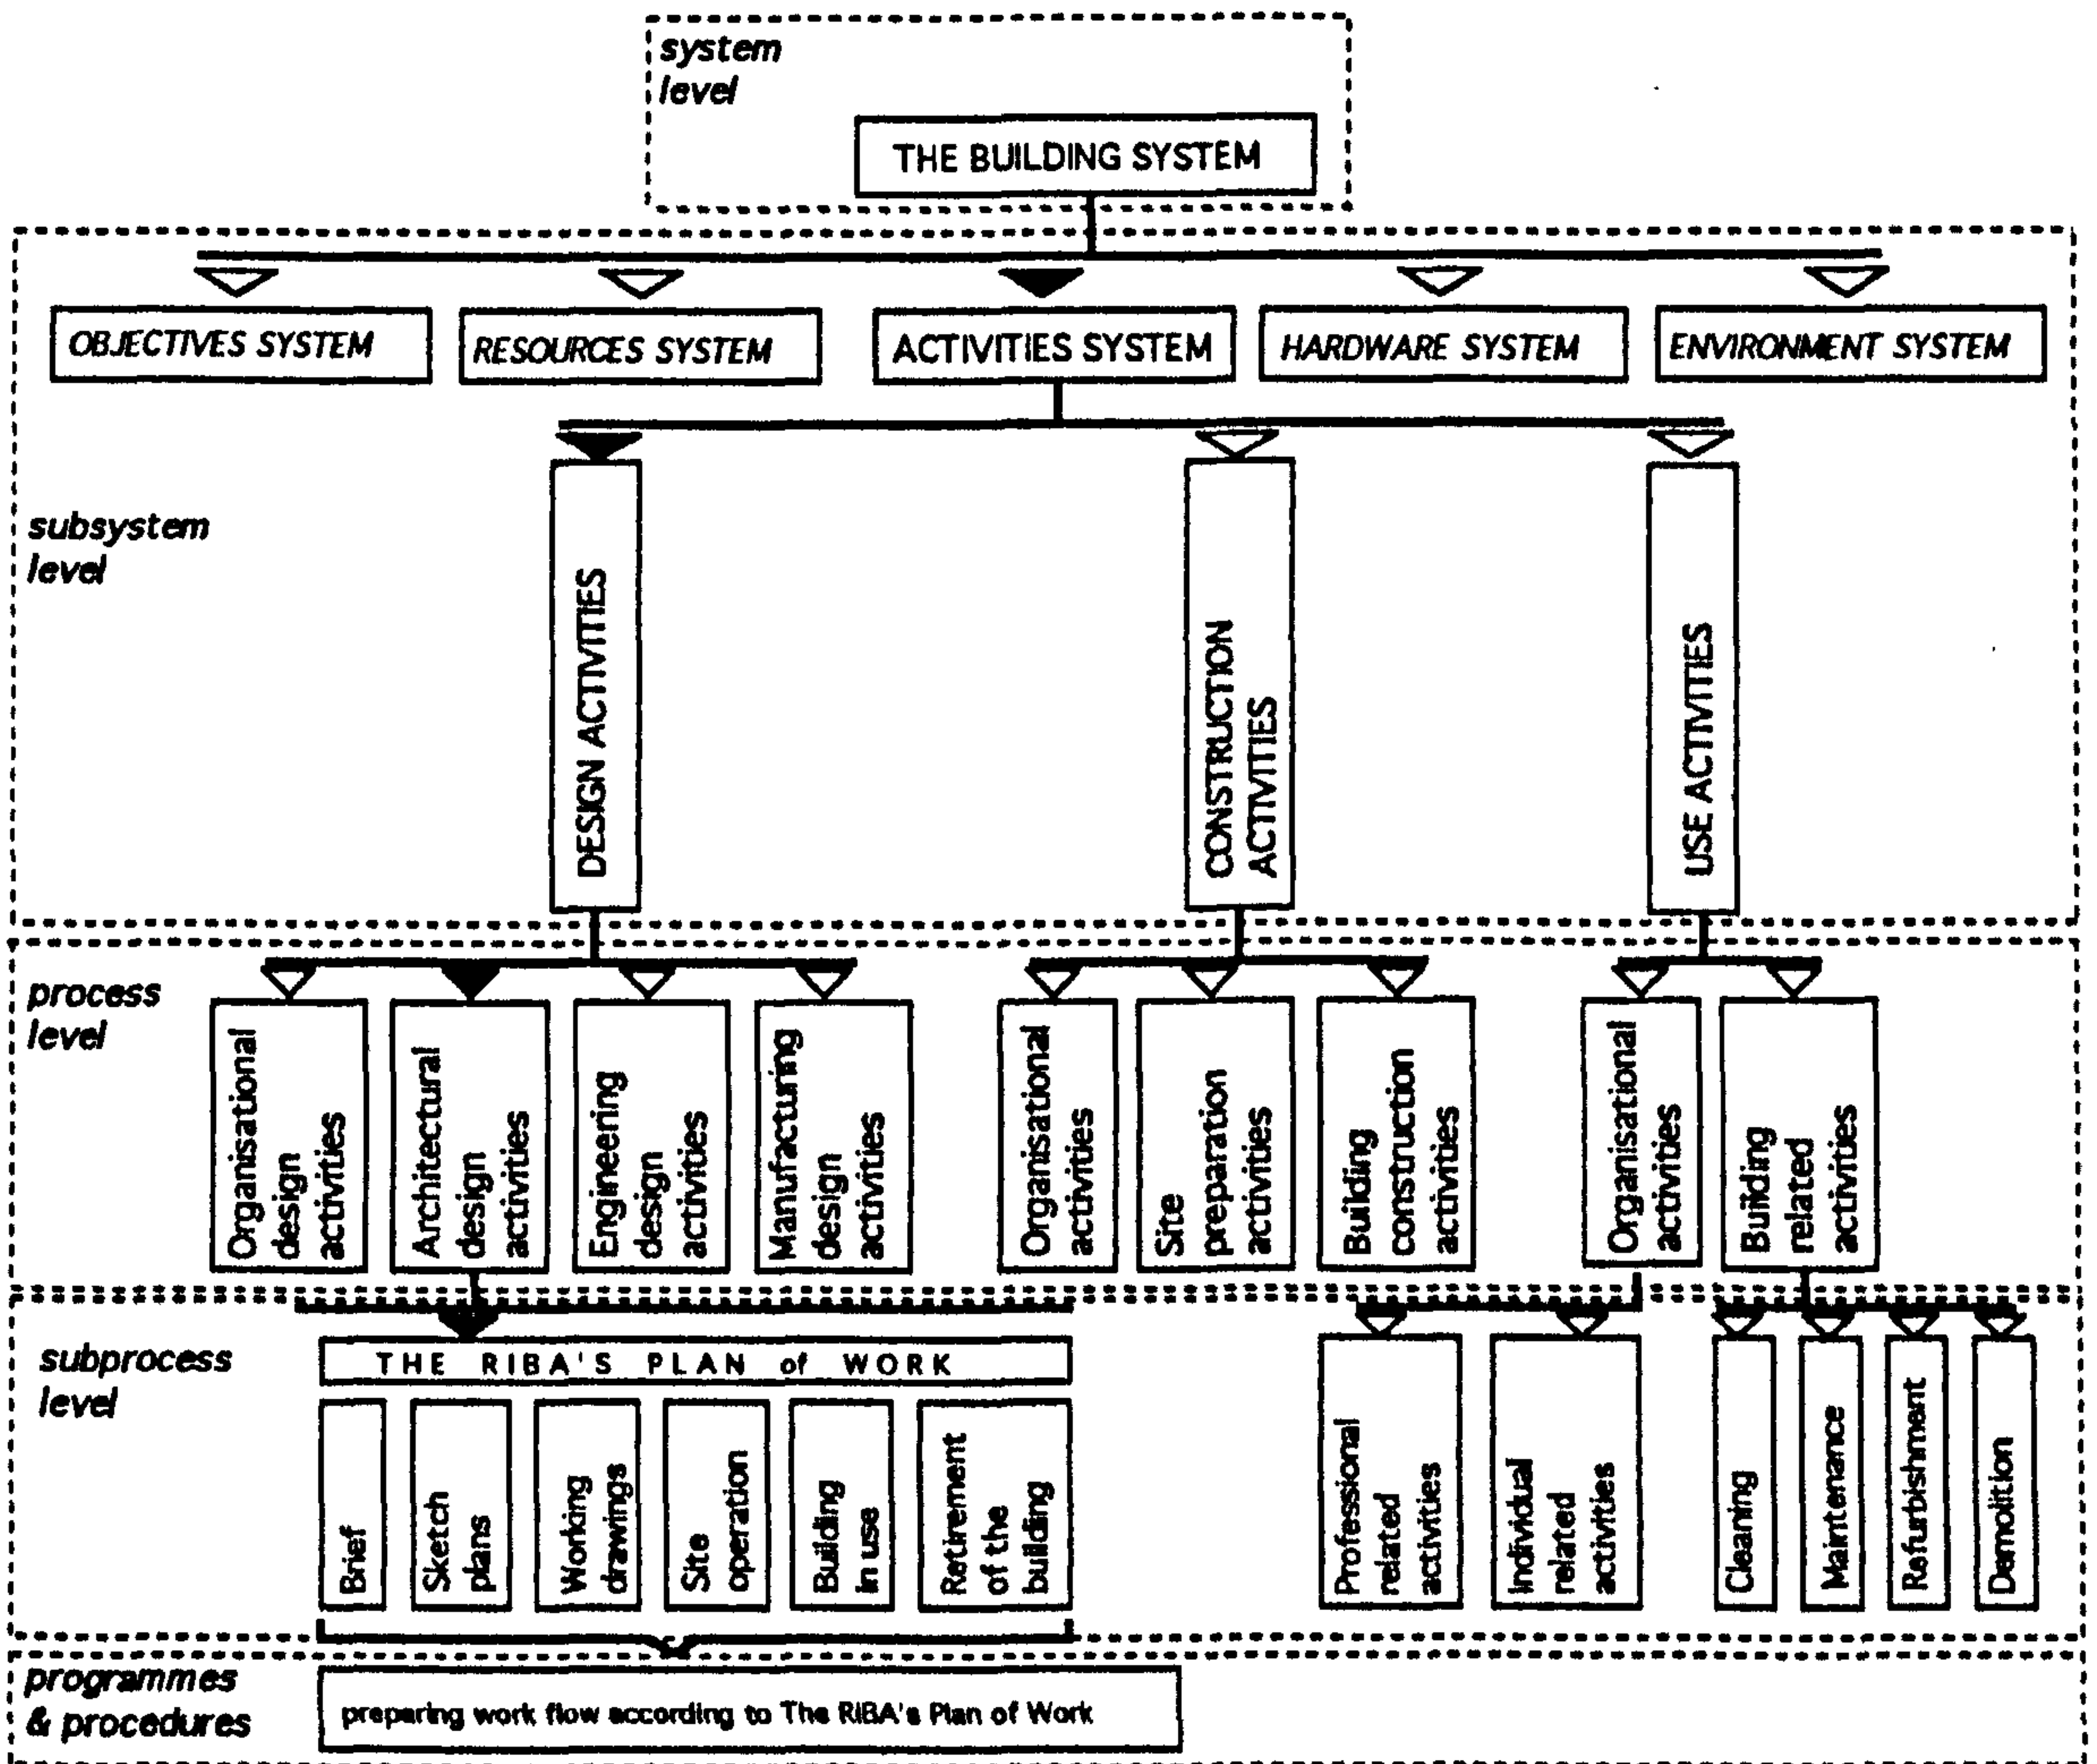 system
level
THE BUILDING SYSTEM
OBJECTIVES SYSTEM
RESOURCES SYSTEM
ACTIVITIES SYSTEM
HARDWARE SYSTEM
ENVIRONMENT SYSTEM
subsystem
level
DESIGN ACTIVITIES
CONSTRUCTION
ACTIVITIES
USE ACTIVITIES
process
level
Organisational
design
activities
Architectural
design
activities
Engineering
design
activities
Manufacturing
design
activities
Organisational
activities
Site
preparation
activities
Building
construction
activities
Organisational
activities
Building
related
activities
subprocess
level
THE RIBA'S PLAN of WORK
Brief
Sketch
plans
Working
drawings
Site
operation
Building
in use
Retirement
of the
building
Professional
related
activities
Individual
related
activities
Cleaning
Maintenance
Refurbishment
Demolition
programmes
& procedures
preparing work flow according to The RIBA's Plan of Work